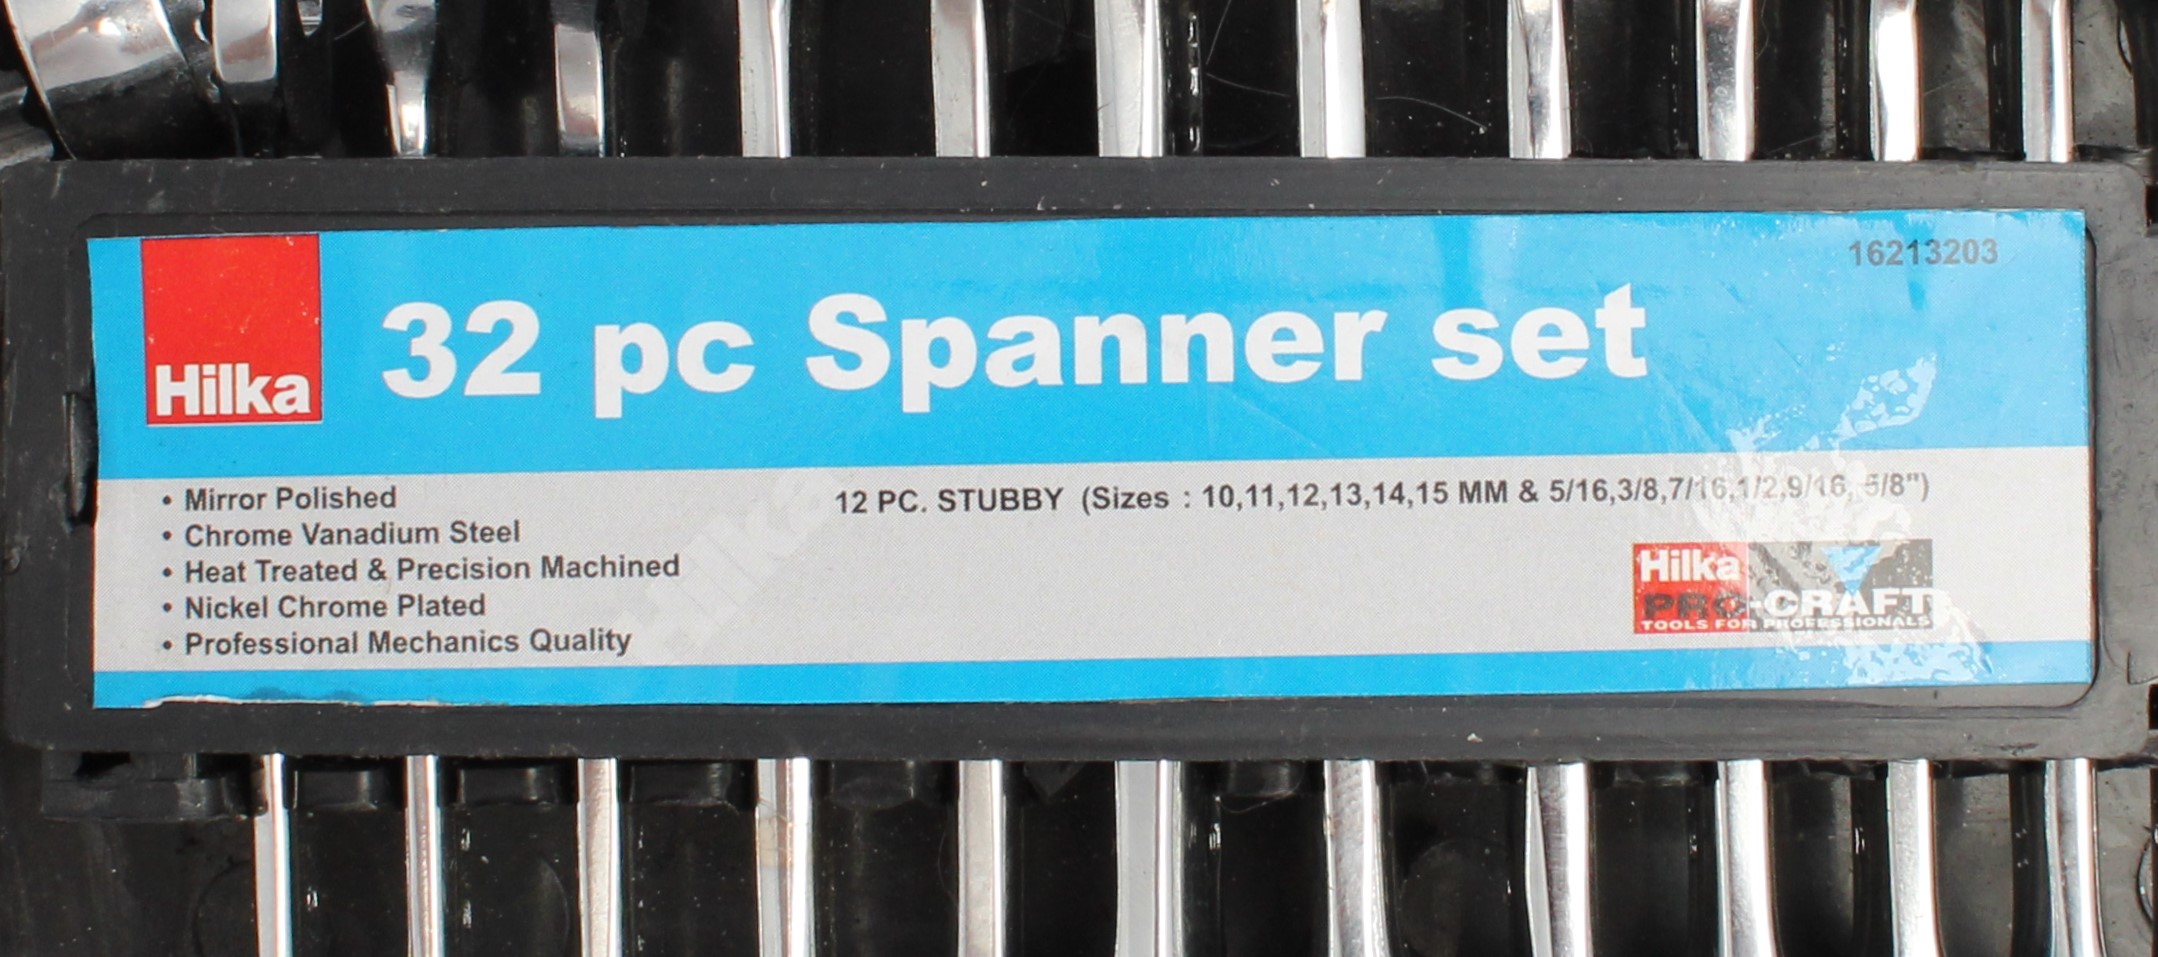 16213203
Hilka
32 pc Spanner set
• Mirror Polished
• Chrome Vanadium Steel
• Heat Treated & Precision Machined
• Nickel Chrome Plated
• Professional Mechanics Quality
12 PC. STUBBY (Sizes : 10,11,12,13,14,15 MM & 5/16,3/8,7/16,1/2,9/16, 5/8")
Hilka
PRO-CRAFT
TOOLS FOR PROFESSIONALS
Hilka